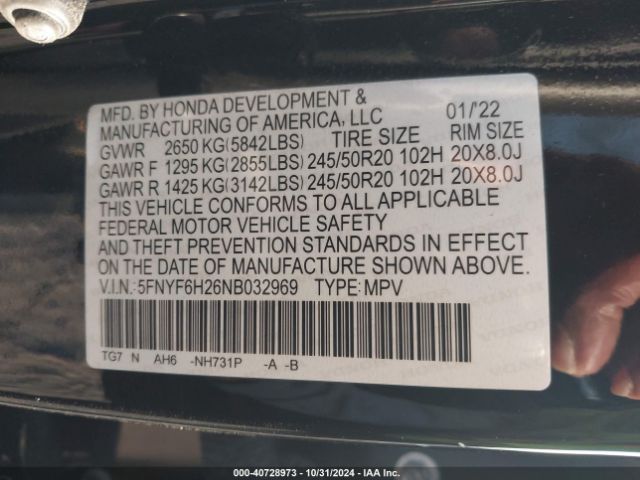 MFD. BY HONDA DEVELOPMENT & 01/'22
MANUFACTURING OF AMERICA, LLC
GVWR 2650 KG(5842LBS) TIRE SIZE RIM SIZE
GAWR F 1295 KG(2855LBS) 245/50R20 102H 20X8.0J
GAWR R 1425 KG(3142LBS) 245/50R20 102H 20X8.0J
THIS VEHICLE CONFORMS TO ALL APPLICABLE
FEDERAL MOTOR VEHICLE SAFETY
AND THEFT PREVENTION STANDARDS IN EFFECT
ON THE DATE OF MANUFACTURE SHOWN ABOVE.
V.I.N.:5FNYF6H26NB032969 TYPE:MPV
TG7 N AH6 -NH731P -A -B
000-40728973 | 10/31/2024 | IAA Inc.